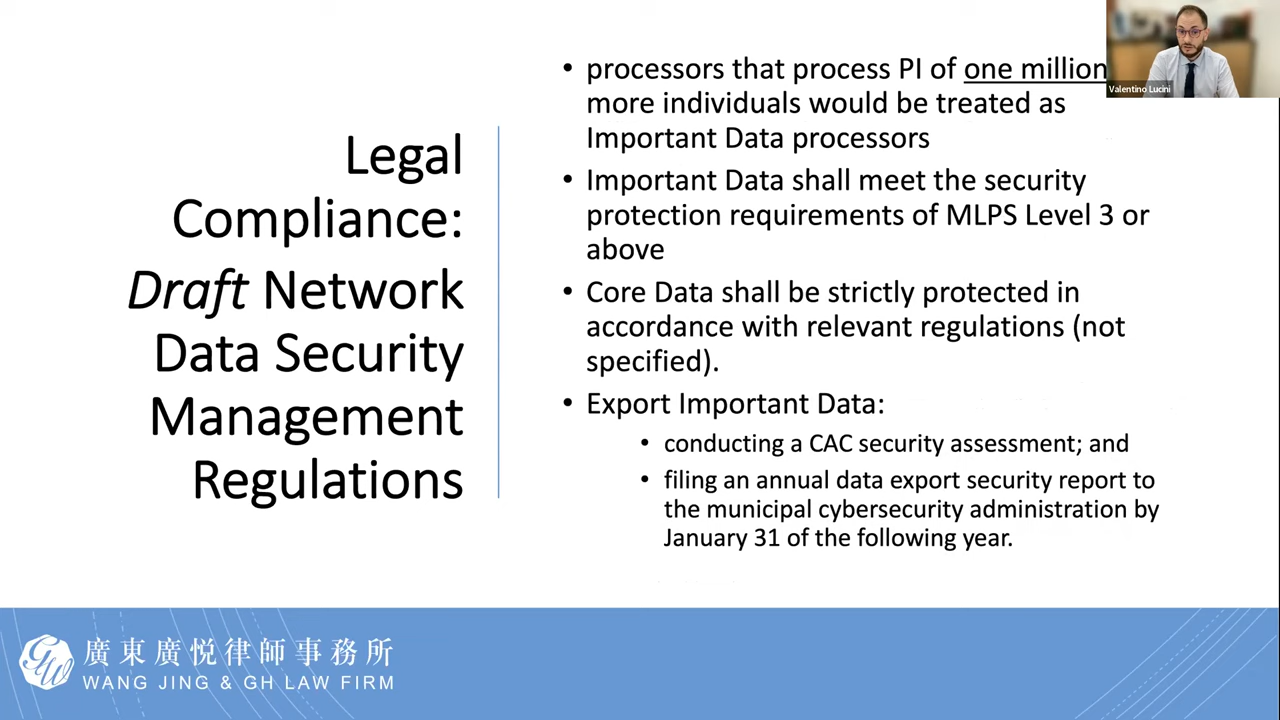 Legal
Compliance:
Draft Network
Data Security
Management
Regulations
• processors that process PI of one million
more individuals would be treated as
Important Data processors
• Important Data shall meet the security
protection requirements of MLPS Level 3 or
above
• Core Data shall be strictly protected in
accordance with relevant regulations (not
specified).
• Export Important Data:
• conducting a CAC security assessment; and
• filing an annual data export security report to
the municipal cybersecurity administration by
January 31 of the following year.
Valentino Lucini
GW
廣東廣悅律師事務所
WANG JING & GH LAW FIRM